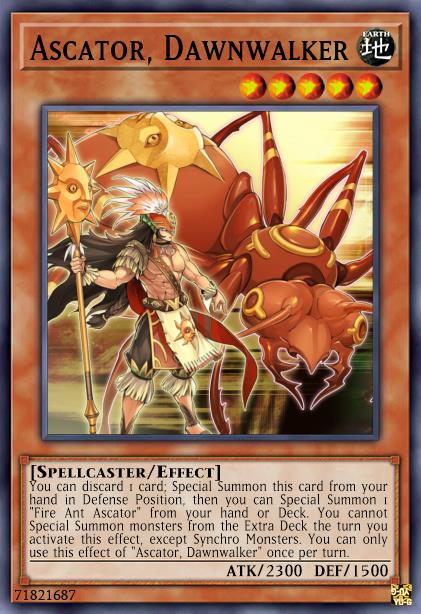 Ascator, Dawnwalker
EARTH
地
[Spellcaster/Effect]
You can discard 1 card; Special Summon this card from your
hand in Defense Position, then you can Special Summon 1
"Fire Ant Ascator" from your hand or Deck. You cannot
Special Summon monsters from the Extra Deck the turn you
activate this effect, except Synchro Monsters. You can only
use this effect of "Ascator, Dawnwalker" once per turn.
ATK/2300 DEF/1500
71821687